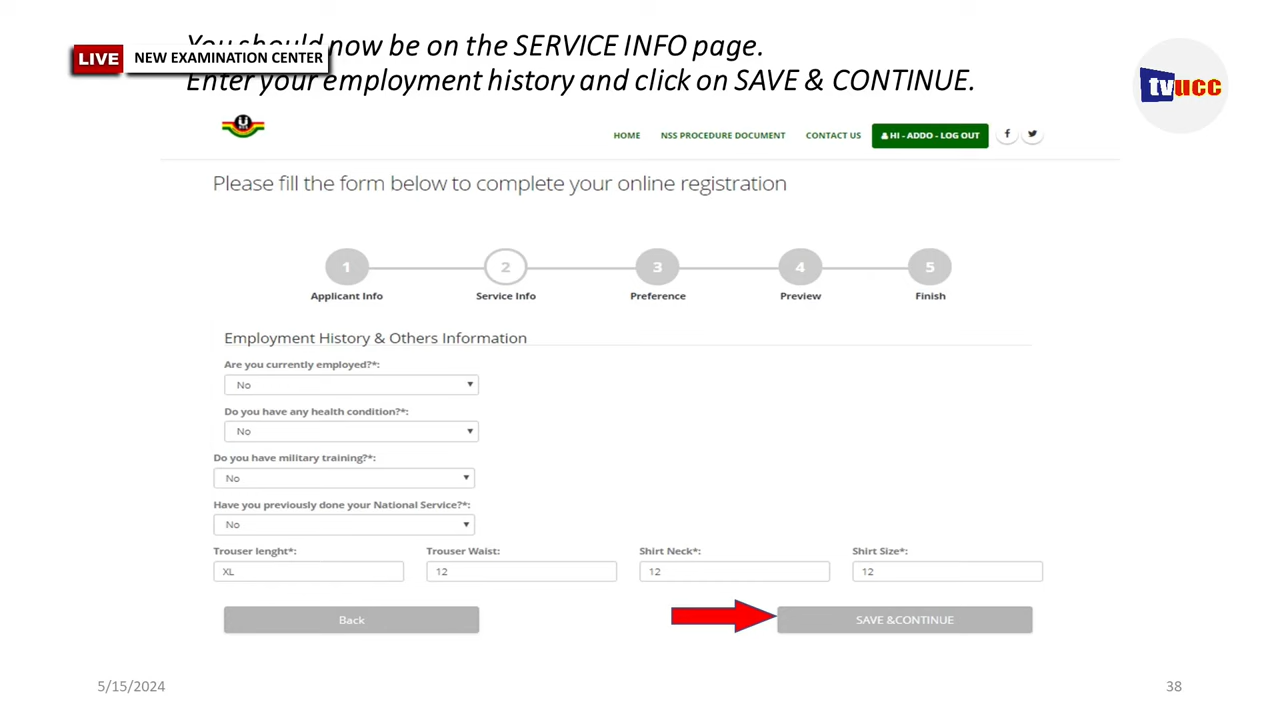 You should now be on the SERVICE INFO page.
LIVE NEW EXAMINATION CENTER
Enter your employment history and click on SAVE & CONTINUE.
tvucc
HOME NSS PROCEDURE DOCUMENT CONTACT US HI - ADDO - LOG OUT
Please fill the form below to complete your online registration
1 2 3 4 5
Applicant Info Service Info Preference Preview Finish
Employment History & Others Information
Are you currently employed?*:
No
Do you have any health condition?*:
No
Do you have military training?*:
No
Have you previously done your National Service?*:
No
Trouser lenght*: Trouser Waist: Shirt Neck*: Shirt Size*:
XL 12 12 12
Back SAVE &CONTINUE
5/15/2024 38